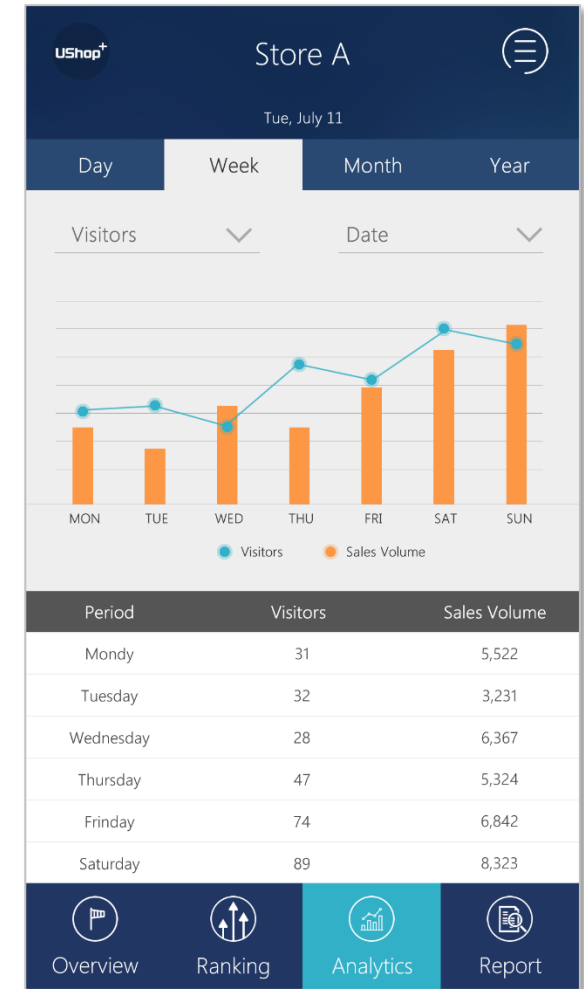 UShop+
Store A
Tue, July 11
Day Week Month Year
Visitors Date
MON TUE WED THU FRI SAT SUN
Visitors Sales Volume
Period Visitors Sales Volume
Mondy 31 5,522
Tuesday 32 3,231
Wednesday 28 6,367
Thursday 47 5,324
Frinday 74 6,842
Saturday 89 8,323
Overview Ranking Analytics Report